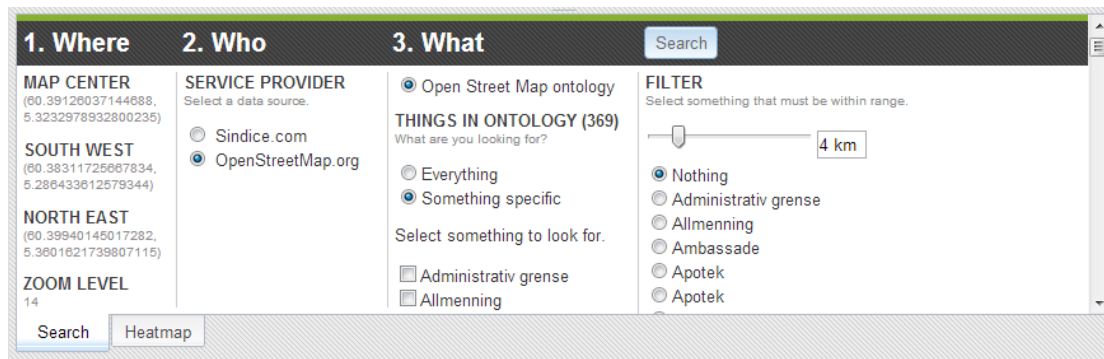 1. Where
2. Who
3. What
Search
MAP CENTER
(60.39126037144688,
5.3232978932800235)
SOUTH WEST
(60.38311725667834,
5.286433612579344)
NORTH EAST
(60.39940145017282,
5.3601621739807115)
ZOOM LEVEL
14
SERVICE PROVIDER
Select a data source.
Sindice.com
OpenStreetMap.org
Open Street Map ontology
THINGS IN ONTOLOGY (369)
What are you looking for?
Everything
Something specific
Select something to look for.
Administrativ grense
Allmenning
FILTER
Select something that must be within range.
4 km
Nothing
Administrativ grense
Allmenning
Ambassade
Apotek
Apotek
Search
Heatmap